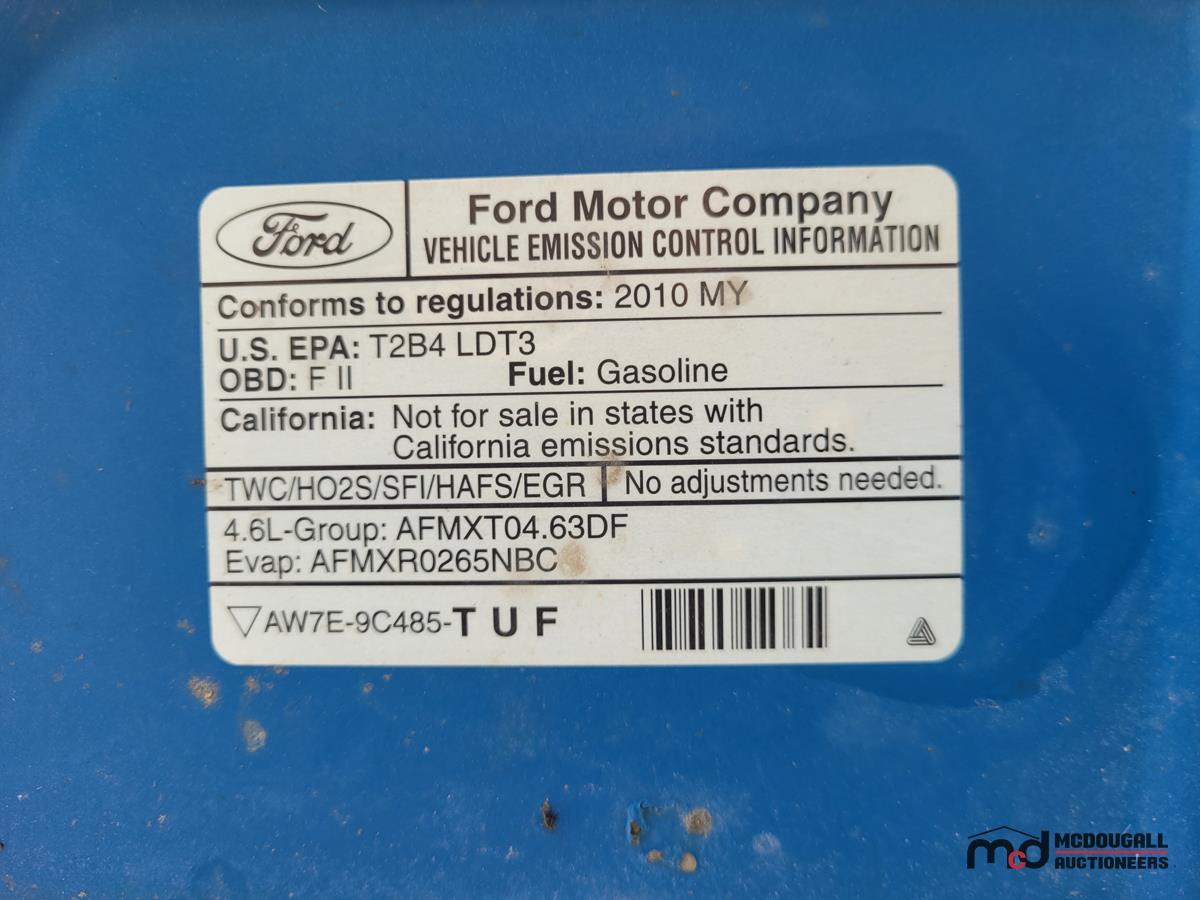 Ford
Ford Motor Company
VEHICLE EMISSION CONTROL INFORMATION
Conforms to regulations: 2010 MY
U.S. EPA: T2B4 LDT3
OBD: F II Fuel: Gasoline
California: Not for sale in states with
California emissions standards.
TWC/HO2S/SFI/HAFS/EGR No adjustments needed.
4.6L-Group: AFMXT04.63DF
Evap: AFMXR0265NBC
AW7E-9C485-T U F
mcd MCDOUGALL
AUCTIONEERS